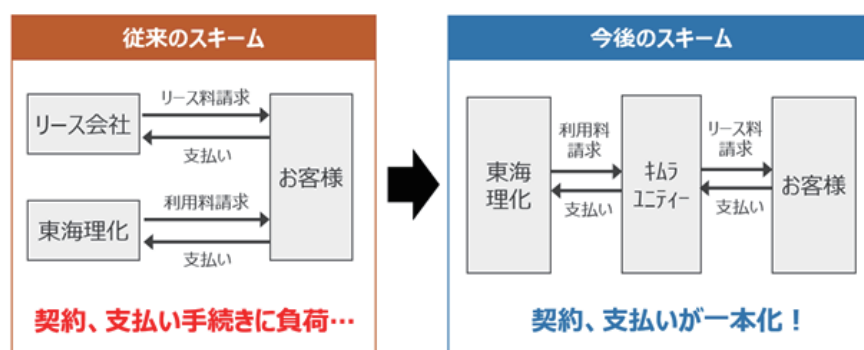 従来のスキーム
リース会社
リース料請求
支払い
お客様
東海理化
利用料請求
支払い
契約、支払い手続きに負荷…
今後のスキーム
東海
理化
利用料
請求
支払い
ｷﾑﾗ
ﾕﾆﾃｨｰ
リース料
請求
支払い
お客様
契約、支払いが一本化！